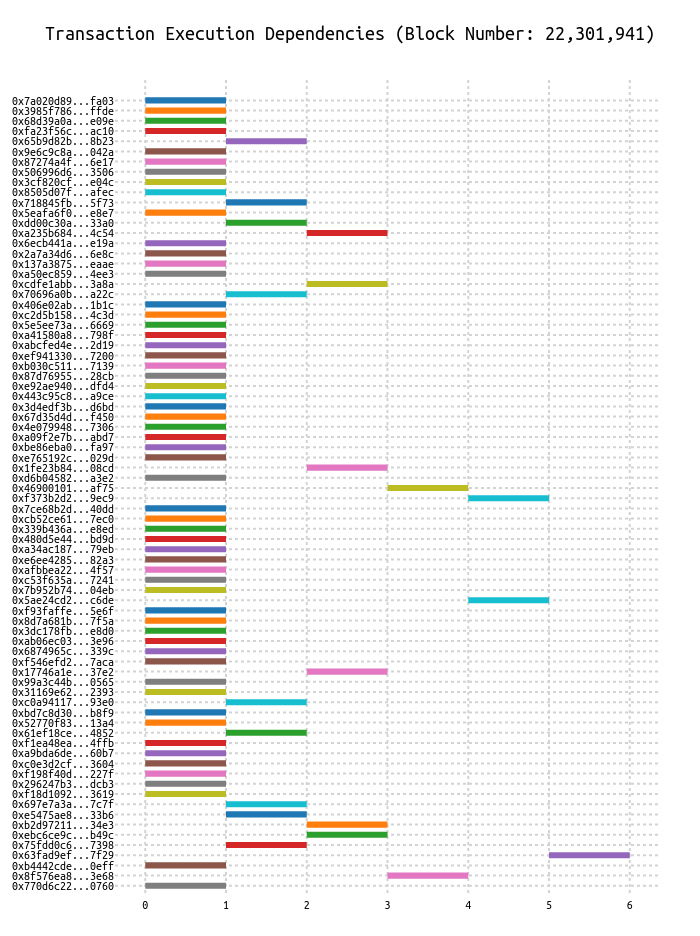 Transaction Execution Dependencies (Block Number: 22,301,941)
0x7a020d89...fa03
0x3985f786...ffde
0x68d39a0a...e09e
0xfa23f56c...ac10
0x65b9d82b...8b23
0x9e6c9c8a...042a
0x87274a4f...6e17
0x506996d6...3506
0x3cf820cf...e04c
0x8505d07f...afec
0x718845fb...5f73
0x5eafa6f0...e8e7
0xdd00c30a...33a0
0xa235b684...4c54
0x6ecb441a...e19a
0x2a7a34d6...6e8c
0x137a3875...eaae
0xa50ec859...4ee3
0xcdfe1abb...3a8a
0x70696a0b...a22c
0x406e02ab...1b1c
0xc2d5b158...4c3d
0x5e5ee73a...6669
0xa41580a8...798f
0xabcfed4e...2d19
0xef941330...7200
0xb030c511...7139
0x87d76955...28cb
0xe92ae940...dfd4
0x443c95c8...a9ce
0x3d4edf3b...d6bd
0x67d35d4d...f450
0x4e079948...7306
0xa09f2e7b...abd7
0xbe86eba0...fa97
0xe765192c...029d
0x1fe23b84...08cd
0xd6b04582...a3e2
0x46900101...af75
0xf373b2d2...9ec9
0x7ce68b2d...40dd
0xcb52ce61...7ec0
0x339b436a...e8ed
0x480d5e44...bd9d
0xa34ac187...79eb
0xe6ee4285...82a3
0xafbbea22...4f57
0xc53f635a...7241
0x7b952b74...04eb
0x5ae24cd2...c6de
0xf93faffe...5e6f
0x8d7a681b...7f5a
0x3dc178fb...e8d0
0xab06ec03...3e96
0x6874965c...339c
0xf546efd2...7aca
0x17746a1e...37e2
0x99a3c44b...0565
0x31169e62...2393
0xc0a94117...93e0
0xbd7c8d30...b8f9
0x52770f83...13a4
0x61ef18ce...4852
0xf1ea48ea...4ffb
0xa9bda6de...60b7
0xc0e3d2cf...3604
0xf198f40d...227f
0x296247b3...dcb3
0xf18d1092...3619
0x697e7a3a...7c7f
0xe5475ae8...33b6
0xb2d97211...34e3
0xebc6ce9c...b49c
0x75fdd0c6...7398
0x63fad9ef...7f29
0xb4442cde...0eff
0x8f576ea8...3e68
0x770d6c22...0760
0 1 2 3 4 5 6